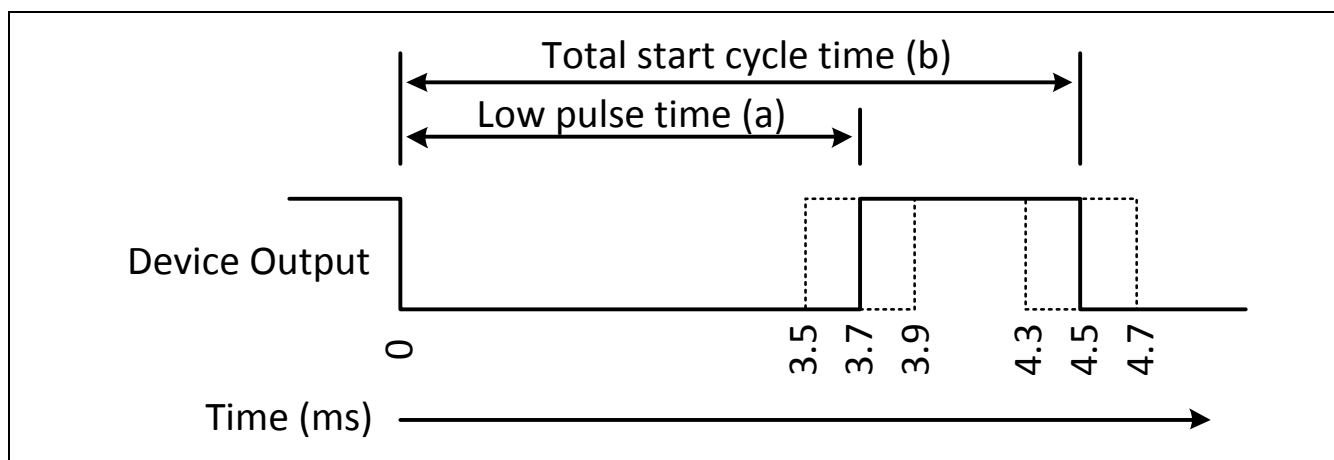 Total start cycle time (b)
Low pulse time (a)
Device Output
0
3.5
3.7
3.9
4.3
4.5
4.7
Time (ms)